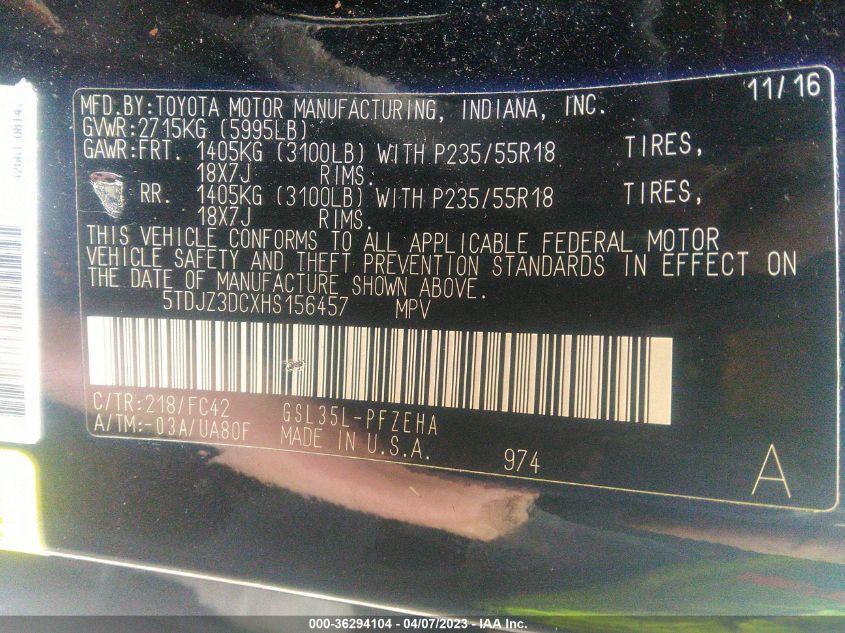 11/16
MFD.BY:TOYOTA MOTOR MANUFACTURING, INDIANA, INC.
GVWR:2715KG (5995LB)
GAWR:FRT. 1405KG (3100LB) WITH P235/55R18 TIRES,
18X7J RIMS.
RR. 1405KG (3100LB) WITH P235/55R18 TIRES,
18X7J RIMS.
THIS VEHICLE CONFORMS TO ALL APPLICABLE FEDERAL MOTOR
VEHICLE SAFETY AND THEFT PREVENTION STANDARDS IN EFFECT ON
THE DATE OF MANUFACTURE SHOWN ABOVE.
5TDJZ3DCXHS156457 MPV
C/TR:218/FC42 GSL35L-PFZEHA
A/TM:-03A/UA80F MADE IN U.S.A.
974
A
000-36294104 - 04/07/2023 - IAA Inc.